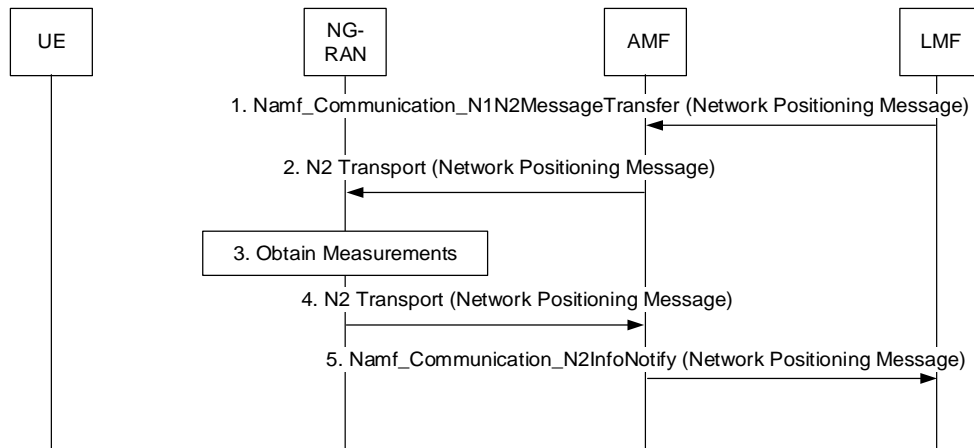 UE
NG-
RAN
AMF
LMF
1. Namf_Communication_N1N2MessageTransfer (Network Positioning Message)
2. N2 Transport (Network Positioning Message)
3. Obtain Measurements
4. N2 Transport (Network Positioning Message)
5. Namf_Communication_N2InfoNotify (Network Positioning Message)